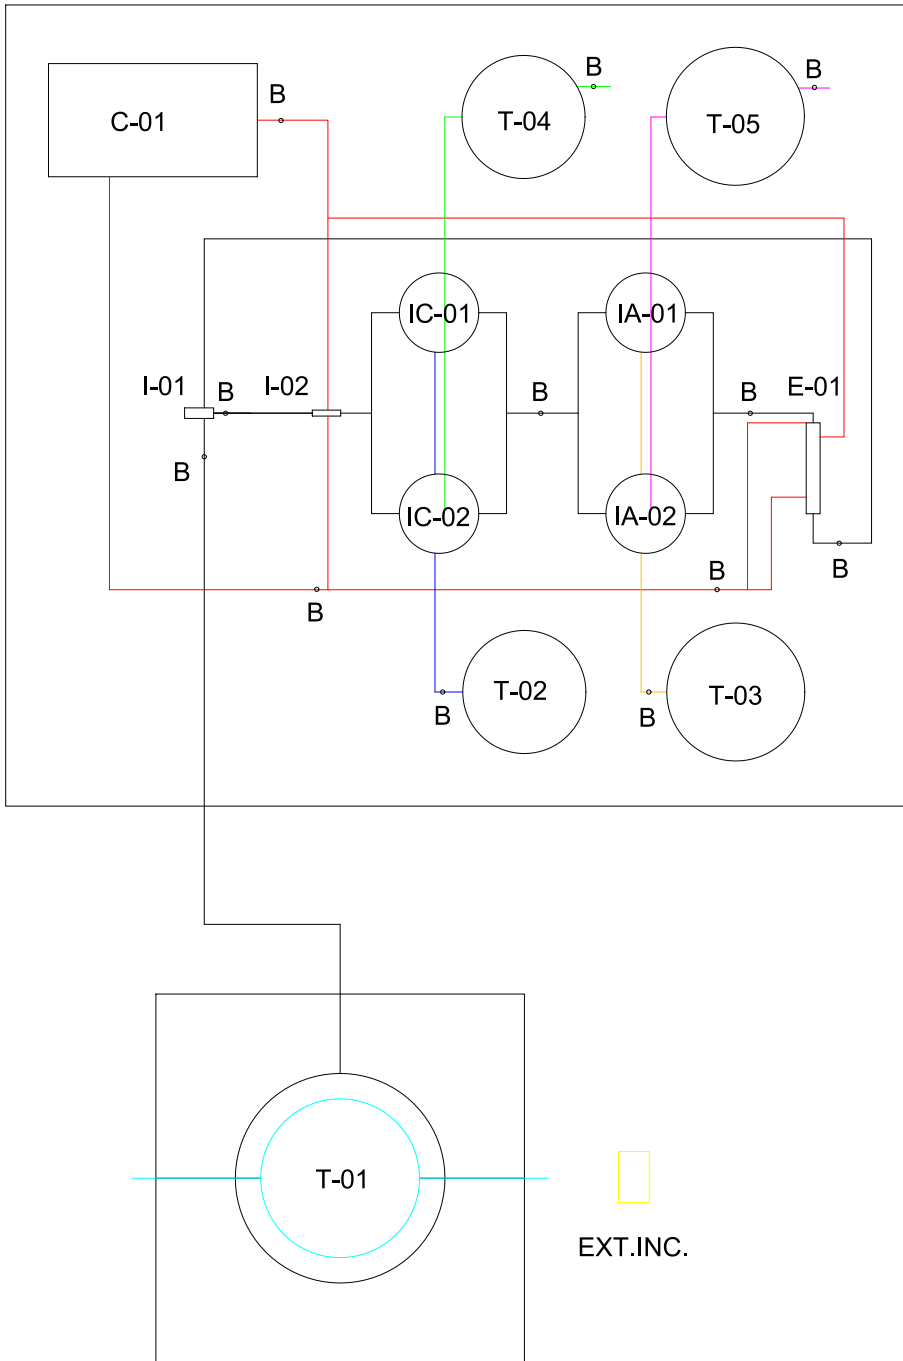 B
B
B
C-01
T-04
T-05
IC-01
IA-01
I-01
B
I-02
B
B
E-01
B
IC-02
IA-02
B
B
B
T-02
T-03
B
B
T-01
EXT.INC.